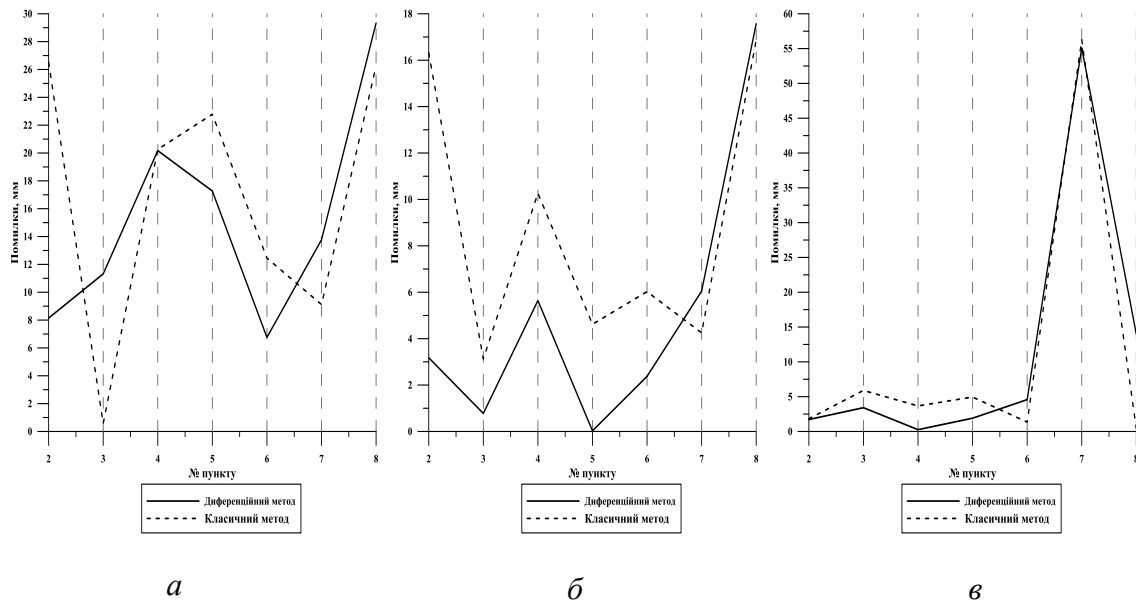 30
28
26
24
22
20
18
16
14
12
10
8
6
4
2
0
Помилки, мм
2 3 4 5 6 7 8
№ пункту
Диференційний метод
Класичний метод
а
18
16
14
12
10
8
6
4
2
0
Помилки, мм
2 3 4 5 6 7 8
№ пункту
Диференційний метод
Класичний метод
б
60
55
50
45
40
35
30
25
20
15
10
5
0
Помилки, мм
2 3 4 5 6 7 8
№ пункту
Диференційний метод
Класичний метод
в